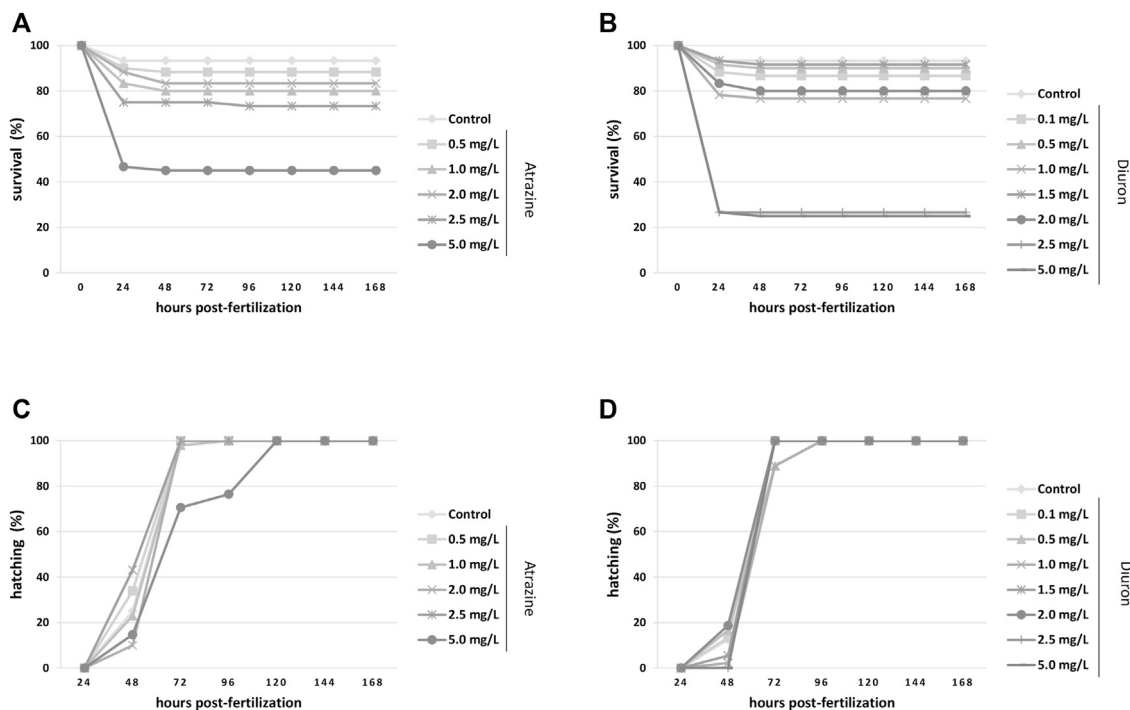 A
100
80
60
40
20
0
survival (%)
0 24 48 72 96 120 144 168
hours post-fertilization
Control
0.5 mg/L
1.0 mg/L
2.0 mg/L
2.5 mg/L
5.0 mg/L
Atrazine
B
100
80
60
40
20
0
survival (%)
0 24 48 72 96 120 144 168
hours post-fertilization
Control
0.1 mg/L
0.5 mg/L
1.0 mg/L
1.5 mg/L
2.0 mg/L
2.5 mg/L
5.0 mg/L
Diuron
C
100
80
60
40
20
0
hatching (%)
24 48 72 96 120 144 168
hours post-fertilization
Control
0.5 mg/L
1.0 mg/L
2.0 mg/L
2.5 mg/L
5.0 mg/L
Atrazine
D
100
80
60
40
20
0
hatching (%)
24 48 72 96 120 144 168
hours post-fertilization
Control
0.1 mg/L
0.5 mg/L
1.0 mg/L
1.5 mg/L
2.0 mg/L
2.5 mg/L
5.0 mg/L
Diuron